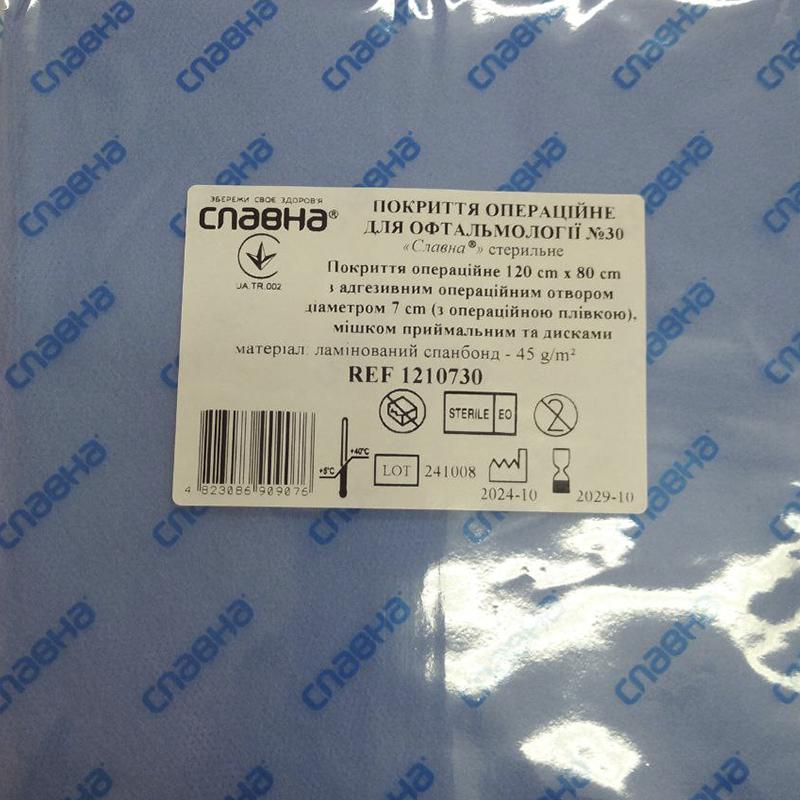 ЗБЕРЕЖИ СВОЄ ЗДОРОВ'Я
СЛАВНА®
UA.TR.002
ПОКРИТТЯ ОПЕРАЦІЙНЕ
ДЛЯ ОФТАЛЬМОЛОГІЇ №30
«Славна®» стерильне
Покриття операційне 120 cm x 80 cm
з адгезивним операційним отвором
діаметром 7 cm (з операційною плівкою),
мішком приймальним та дисками
матеріал: ламінований спанбонд - 45 g/m²
REF 1210730
STERILE EO
2
+5°C
+40°C
LOT 241008
2024-10
2029-10
4 823086 909076
СЛАВНА